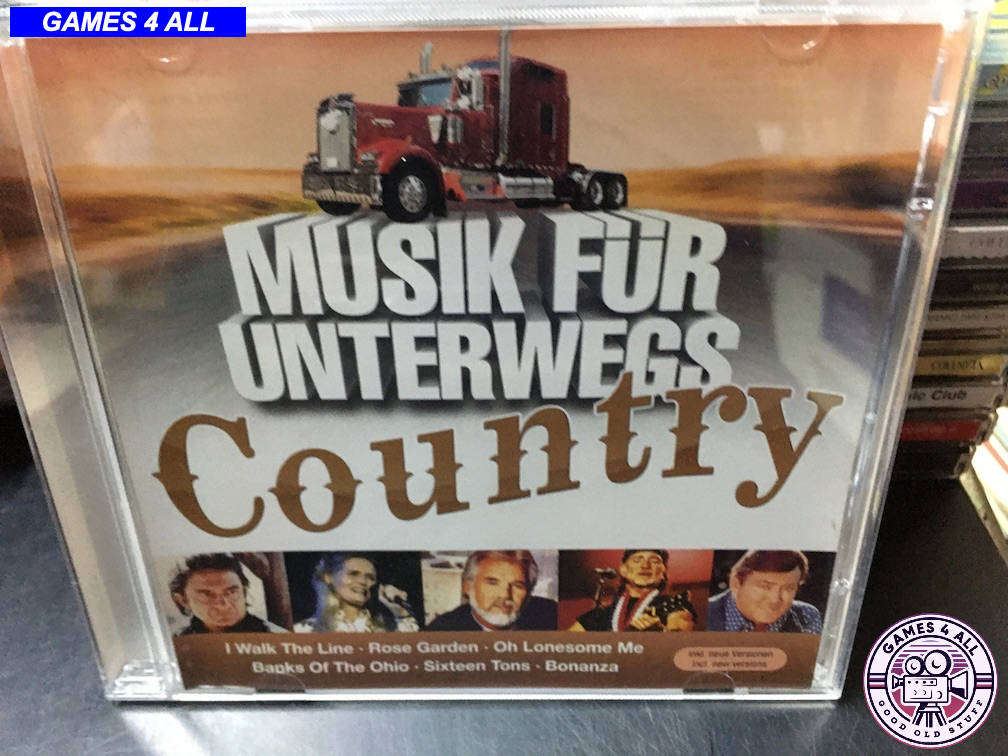 GAMES 4 ALL
MUSIK FÜR
UNTERWEGS
Country
I Walk The Line · Rose Garden · Oh Lonesome Me
Banks Of The Ohio · Sixteen Tons · Bonanza
inkl. neue Versionen
incl. new versions
Club
GAMES 4 ALL
GOOD OLD STUFF